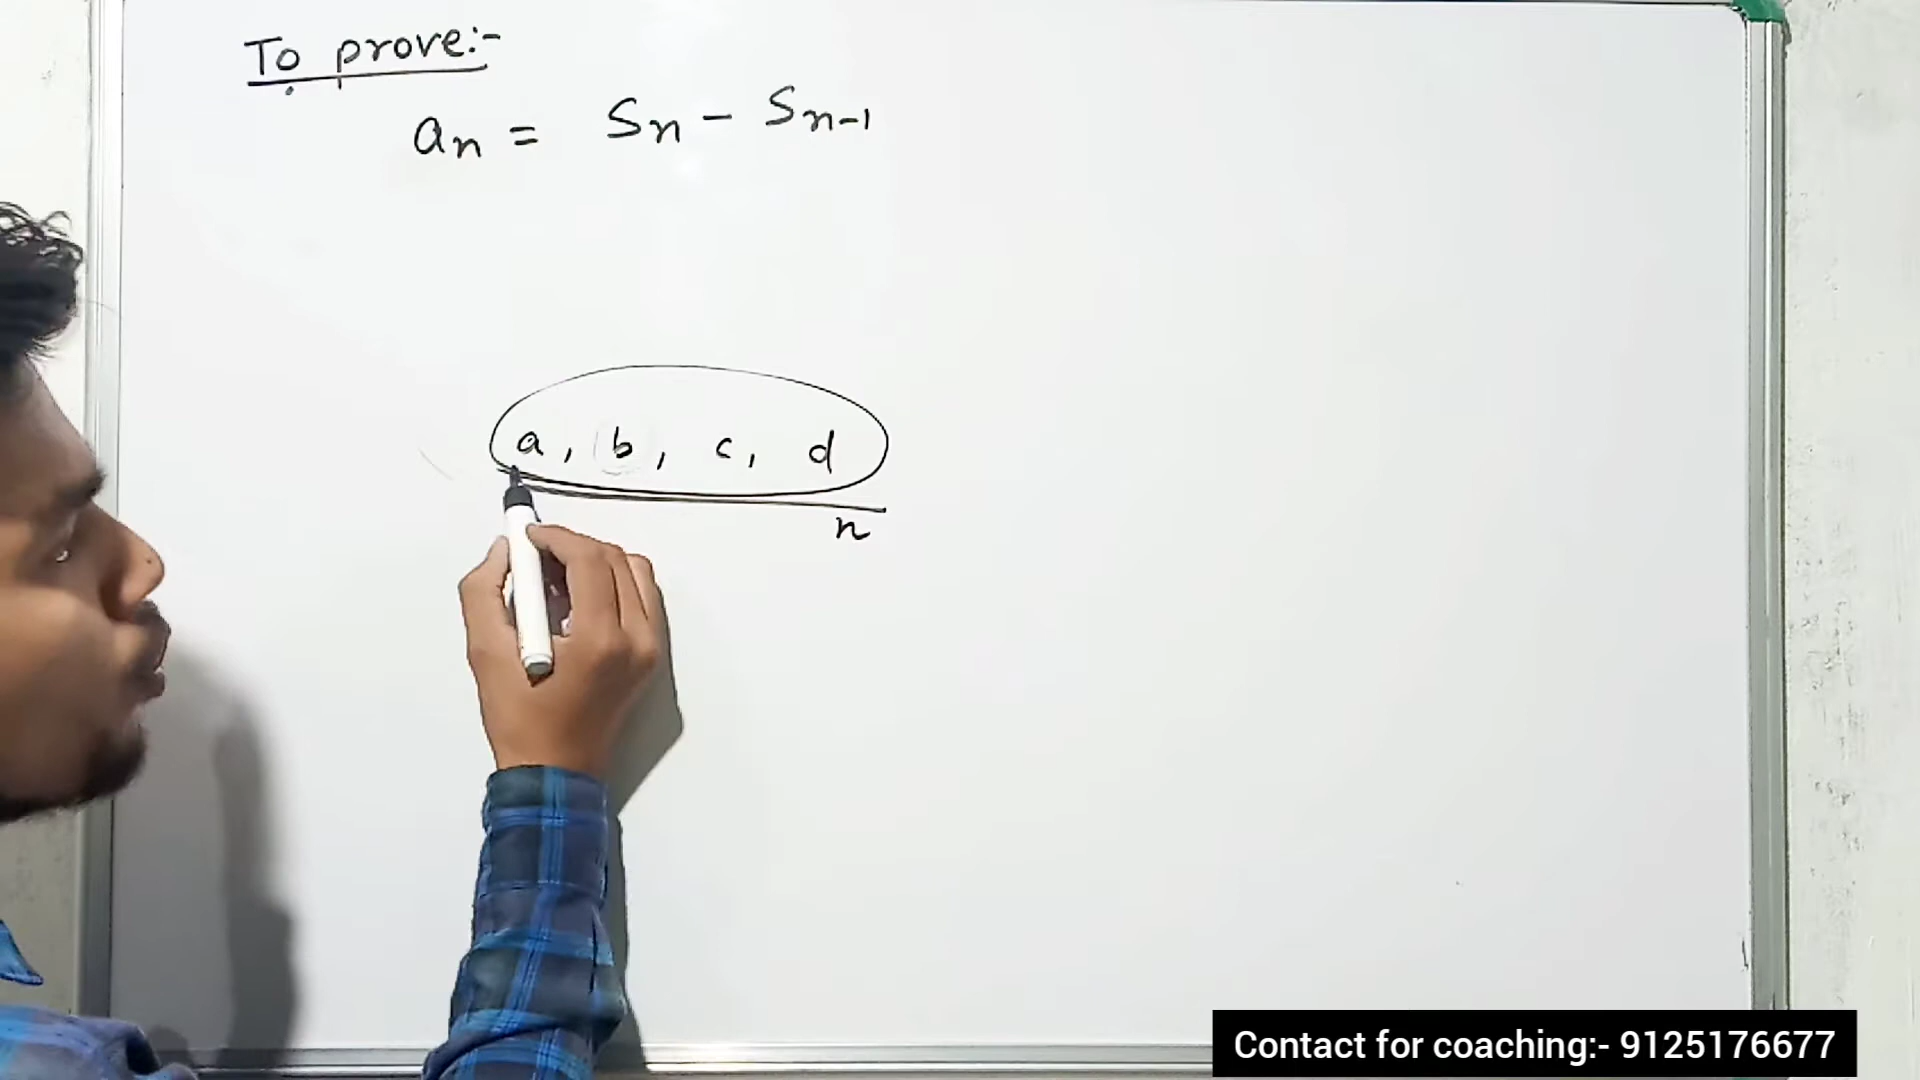 To prove:-
an = Sn - Sn-1
a, b, c, d
n
Contact for coaching:- 9125176677